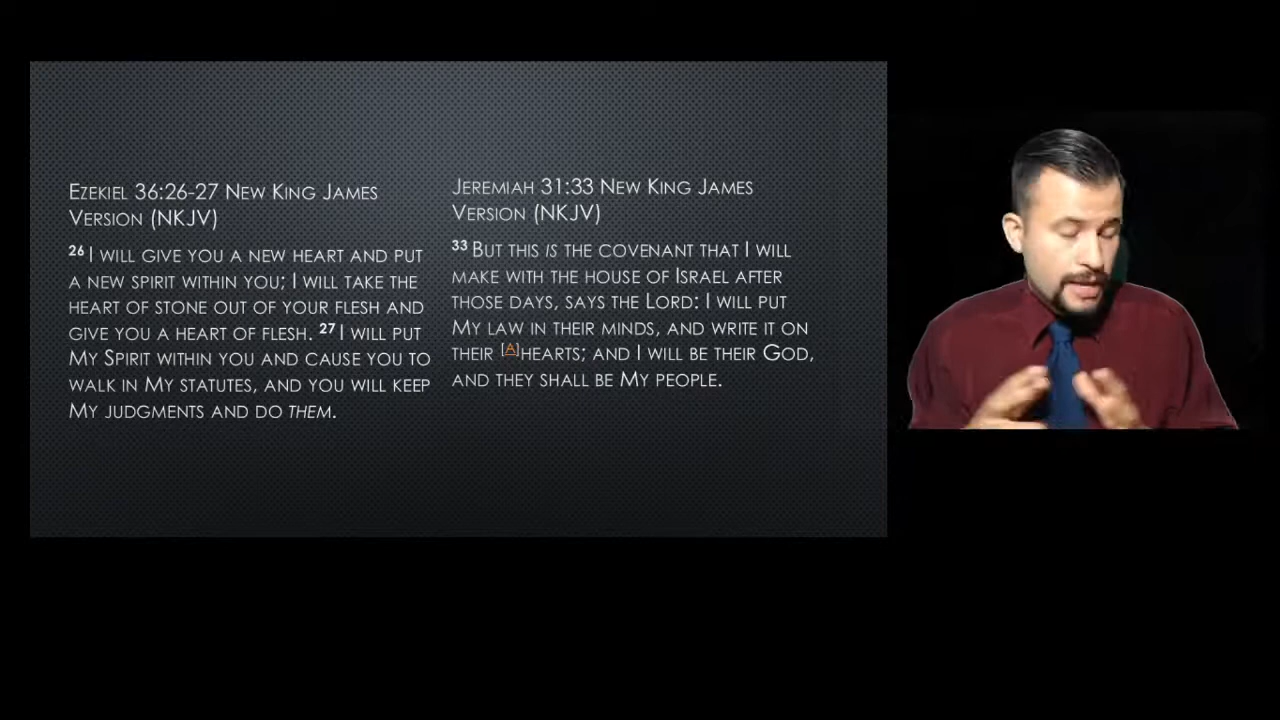 Ezekiel 36:26-27 New King James
Version (NKJV)
26 I will give you a new heart and put
a new spirit within you; I will take the
heart of stone out of your flesh and
give you a heart of flesh. 27 I will put
My Spirit within you and cause you to
walk in My statutes, and you will keep
My judgments and do them.
Jeremiah 31:33 New King James
Version (NKJV)
33 But this is the covenant that I will
make with the house of Israel after
those days, says the Lord: I will put
My law in their minds, and write it on
their [A]hearts; and I will be their God,
and they shall be My people.